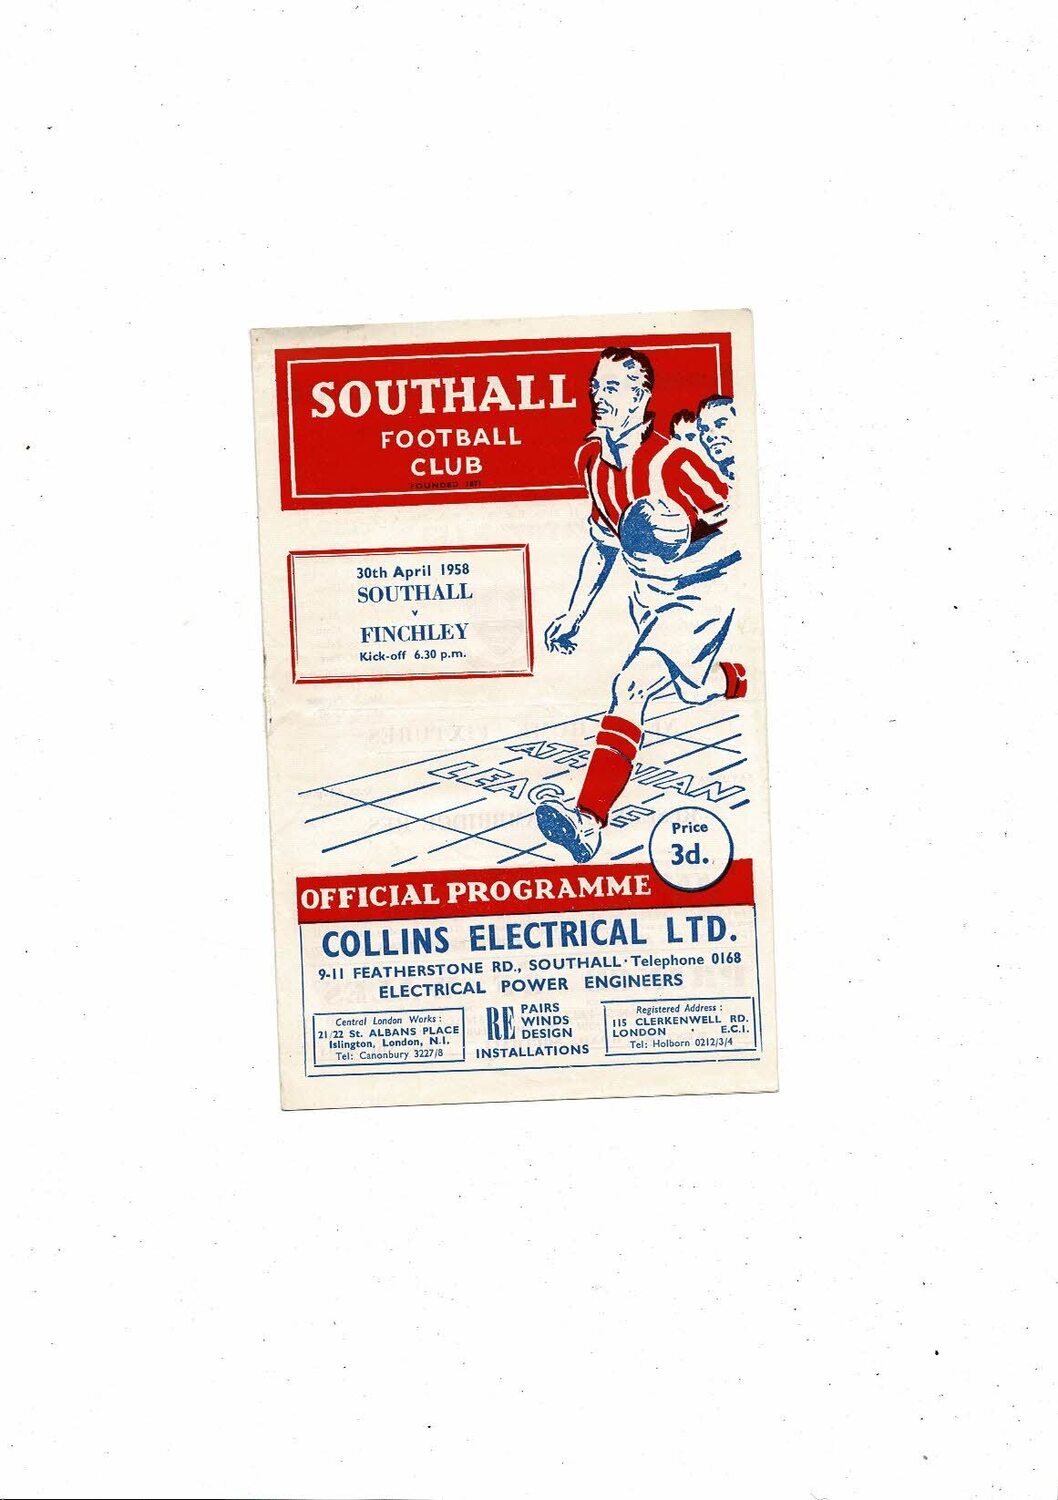 SOUTHALL
FOOTBALL
CLUB
FOUNDED 1871
30th April 1958
SOUTHALL
v
FINCHLEY
Kick-off 6.30 p.m.
ATHENIAN
LEAGUE
Price
3d.
OFFICIAL PROGRAMME
COLLINS ELECTRICAL LTD.
9-11 FEATHERSTONE RD., SOUTHALL · Telephone 0168
ELECTRICAL POWER ENGINEERS
Central London Works :
21/22 St. ALBANS PLACE
Islington, London, N.I.
Tel: Canonbury 3227/8
RE PAIRS
WINDS
DESIGN
INSTALLATIONS
Registered Address :
115 CLERKENWELL RD.
LONDON · E.C.I.
Tel: Holborn 0212/3/4